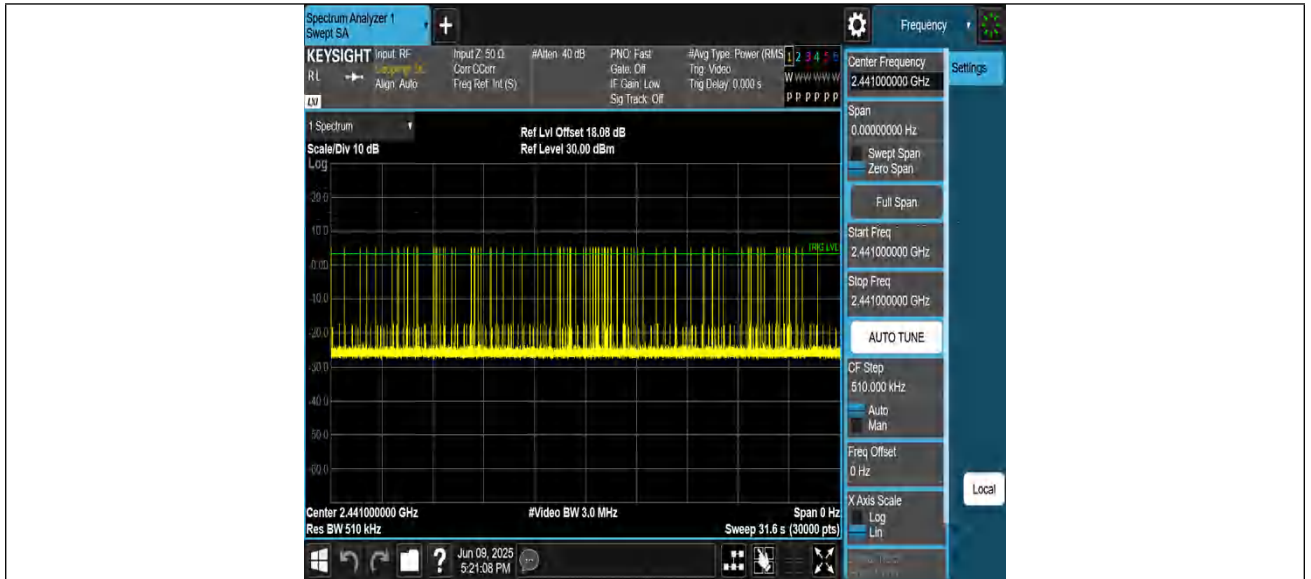 Spectrum Analyzer 1
Swept SA
+
Frequency
KEYSIGHT
Input: RF
Coupling: DC
Align: Auto
Input Z: 50 Ω
Corr CCorr
Freq Ref: Int (S)
#Atten: 40 dB
PNO: Fast
Gate: Off
IF Gain: Low
Sig Track: Off
#Avg Type: Power (RMS
Trig: Video
Trig Delay: 0.000 s
1 2 3 4 5 6
W W W W W W
P P P P P P
R L
LXI
1 Spectrum
Scale/Div 10 dB
Log
Ref Lvl Offset 18.08 dB
Ref Level 30.00 dBm
20.0
10.0
0.00
-10.0
-20.0
-30.0
-40.0
-50.0
-60.0
TRIG LVL
Center 2.441000000 GHz
Res BW 510 kHz
#Video BW 3.0 MHz
Span 0 Hz
Sweep 31.6 s (30000 pts)
Center Frequency
2.441000000 GHz
Settings
Span
0.00000000 Hz
Swept Span
Zero Span
Full Span
Start Freq
2.441000000 GHz
Stop Freq
2.441000000 GHz
AUTO TUNE
CF Step
510.000 kHz
Auto
Man
Freq Offset
0 Hz
X Axis Scale
Log
Lin
Local
?
Jun 09, 2025
5:21:08 PM